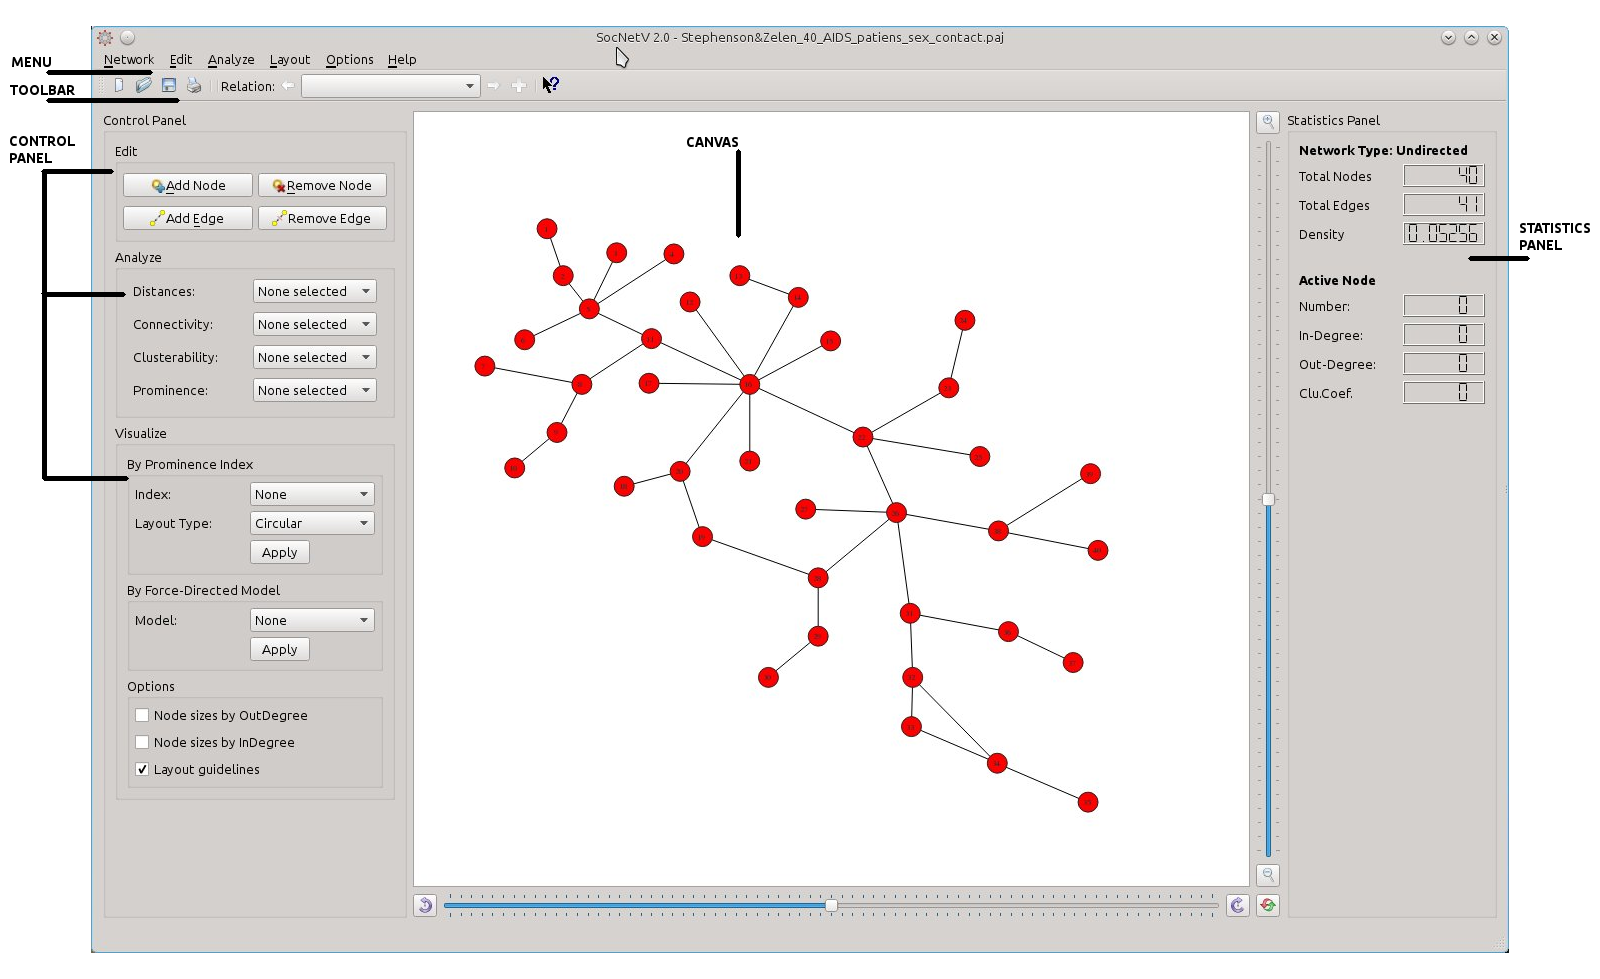 SocNetV 2.0 - Stephenson&Zelen_40_AIDS_patiens_sex_contact.paj
MENU
Network Edit Analyze Layout Options Help
TOOLBAR
Relation:
CONTROL
PANEL
Control Panel
Edit
Add Node Remove Node
Add Edge Remove Edge
Analyze
Distances: None selected
Connectivity: None selected
Clusterability: None selected
Prominence: None selected
Visualize
By Prominence Index
Index: None
Layout Type: Circular
Apply
By Force-Directed Model
Model: None
Apply
Options
Node sizes by OutDegree
Node sizes by InDegree
Layout guidelines
CANVAS
Statistics Panel
Network Type: Undirected
Total Nodes 40
Total Edges 41
Density 0.05256
Active Node
Number: 0
In-Degree: 0
Out-Degree: 0
Clu.Coef. 0
STATISTICS
PANEL